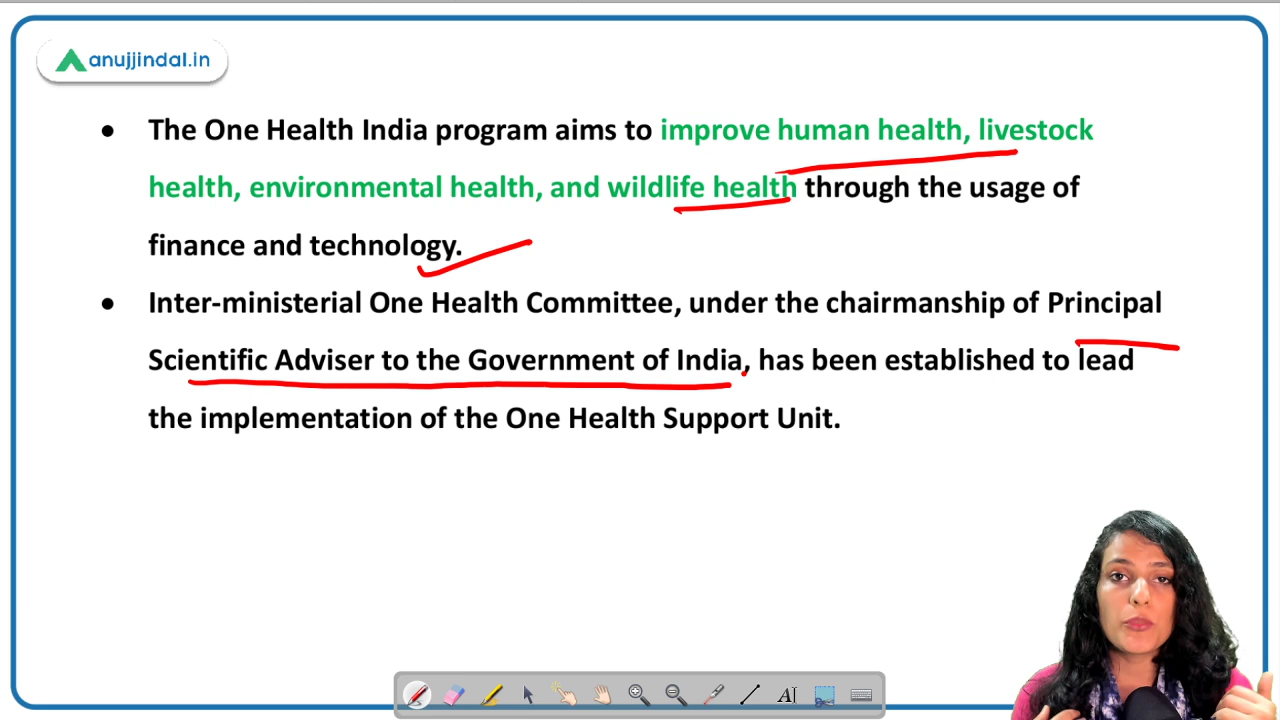 anujjindal.in
• The One Health India program aims to improve human health, livestock
health, environmental health, and wildlife health through the usage of
finance and technology.
• Inter-ministerial One Health Committee, under the chairmanship of Principal
Scientific Adviser to the Government of India, has been established to lead
the implementation of the One Health Support Unit.
A